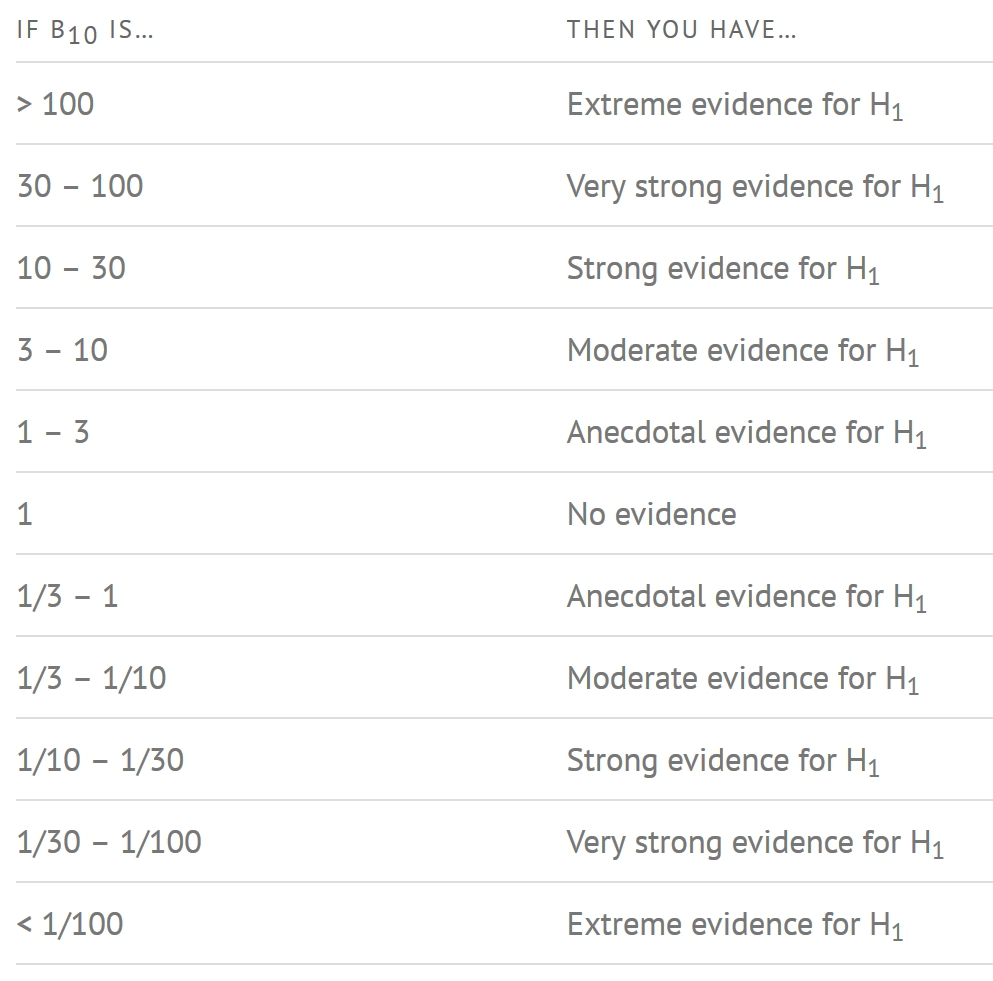 IF B10 IS... THEN YOU HAVE...
> 100 Extreme evidence for H1
30 – 100 Very strong evidence for H1
10 – 30 Strong evidence for H1
3 – 10 Moderate evidence for H1
1 – 3 Anecdotal evidence for H1
1 No evidence
1/3 – 1 Anecdotal evidence for H1
1/3 – 1/10 Moderate evidence for H1
1/10 – 1/30 Strong evidence for H1
1/30 – 1/100 Very strong evidence for H1
< 1/100 Extreme evidence for H1